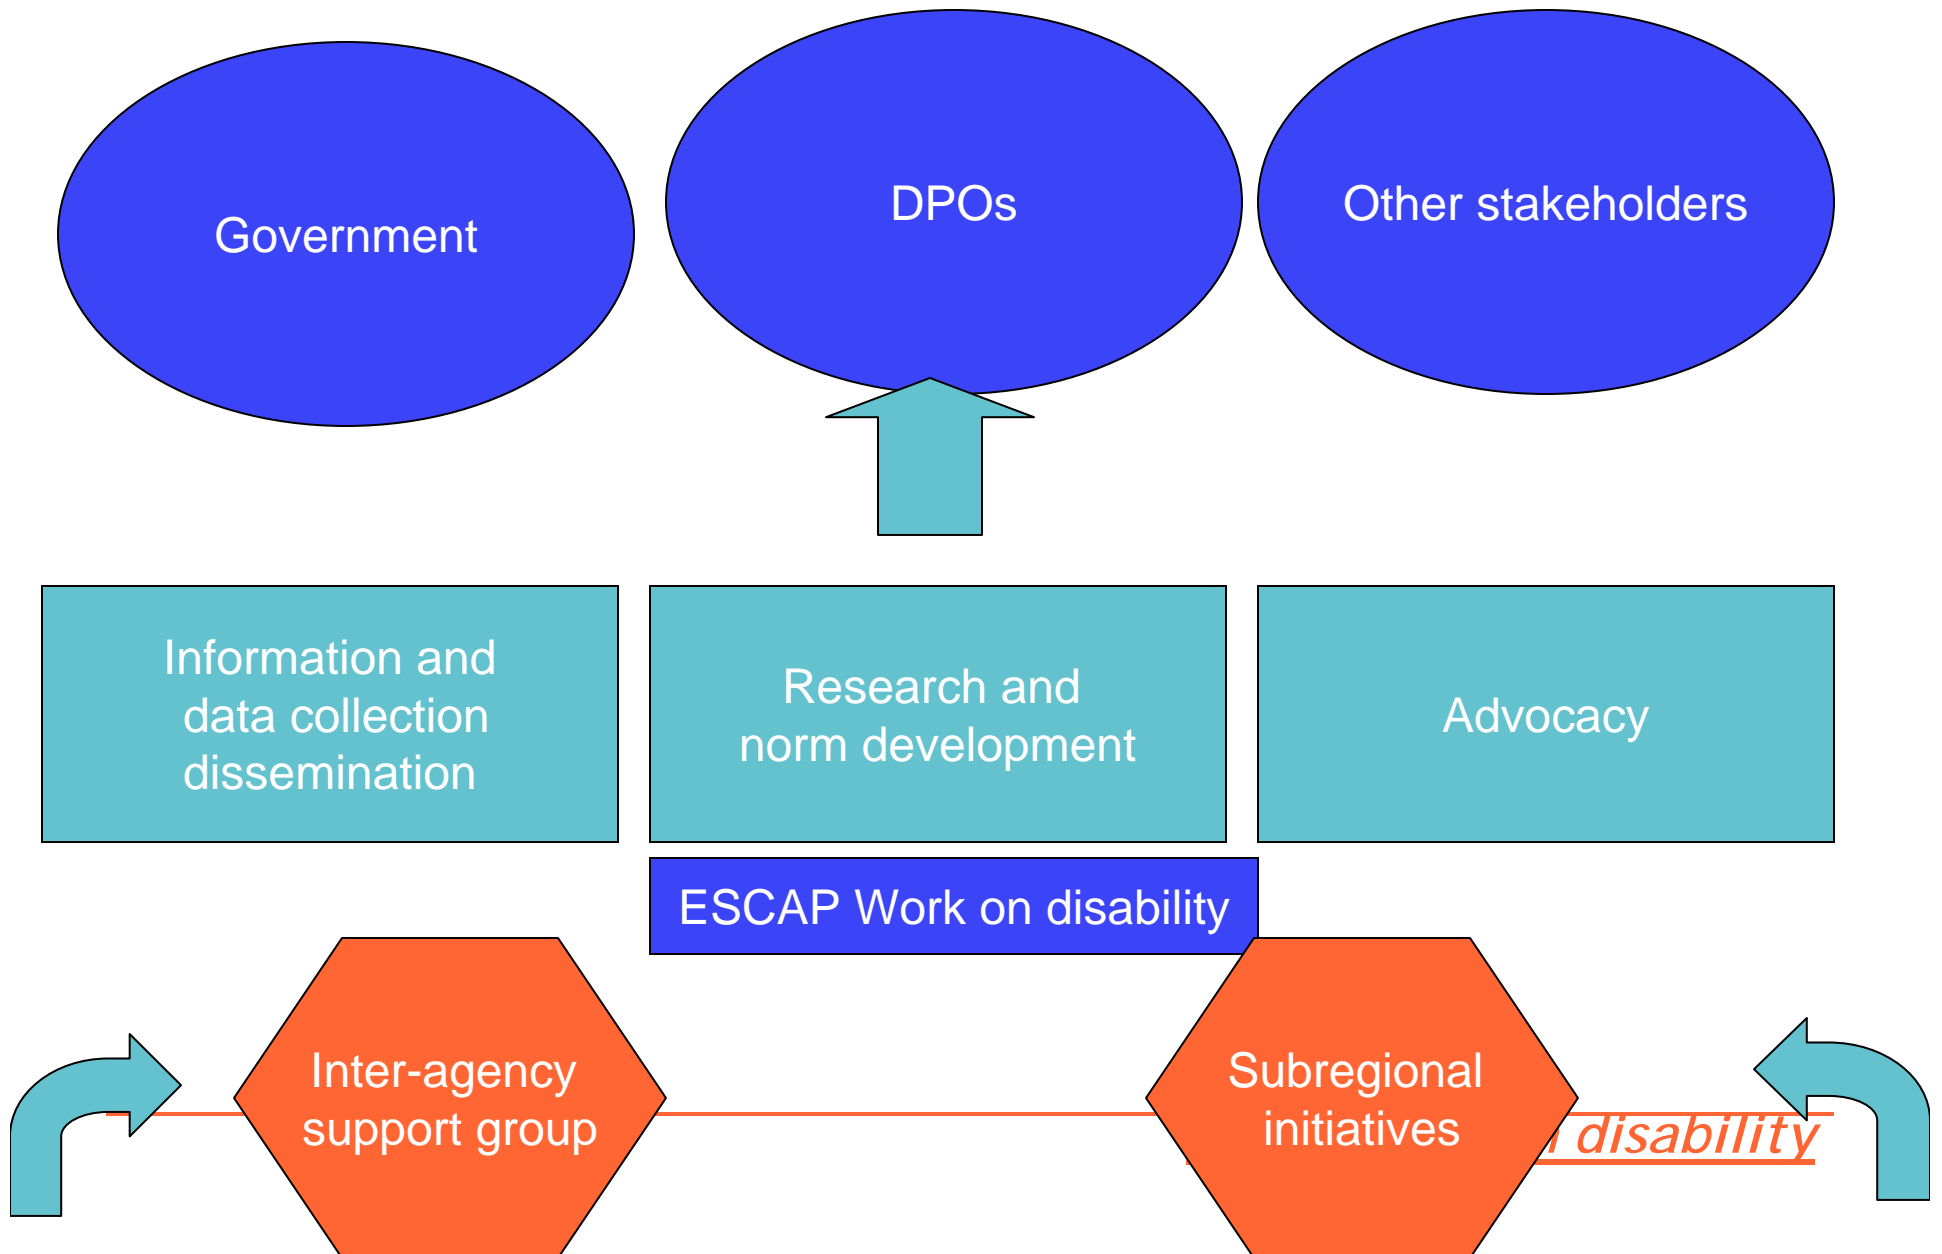 Government
DPOs
Other stakeholders
Information and
data collection
dissemination
Research and
norm development
Advocacy
ESCAP Work on disability
Inter-agency
support group
Subregional
initiatives
disability